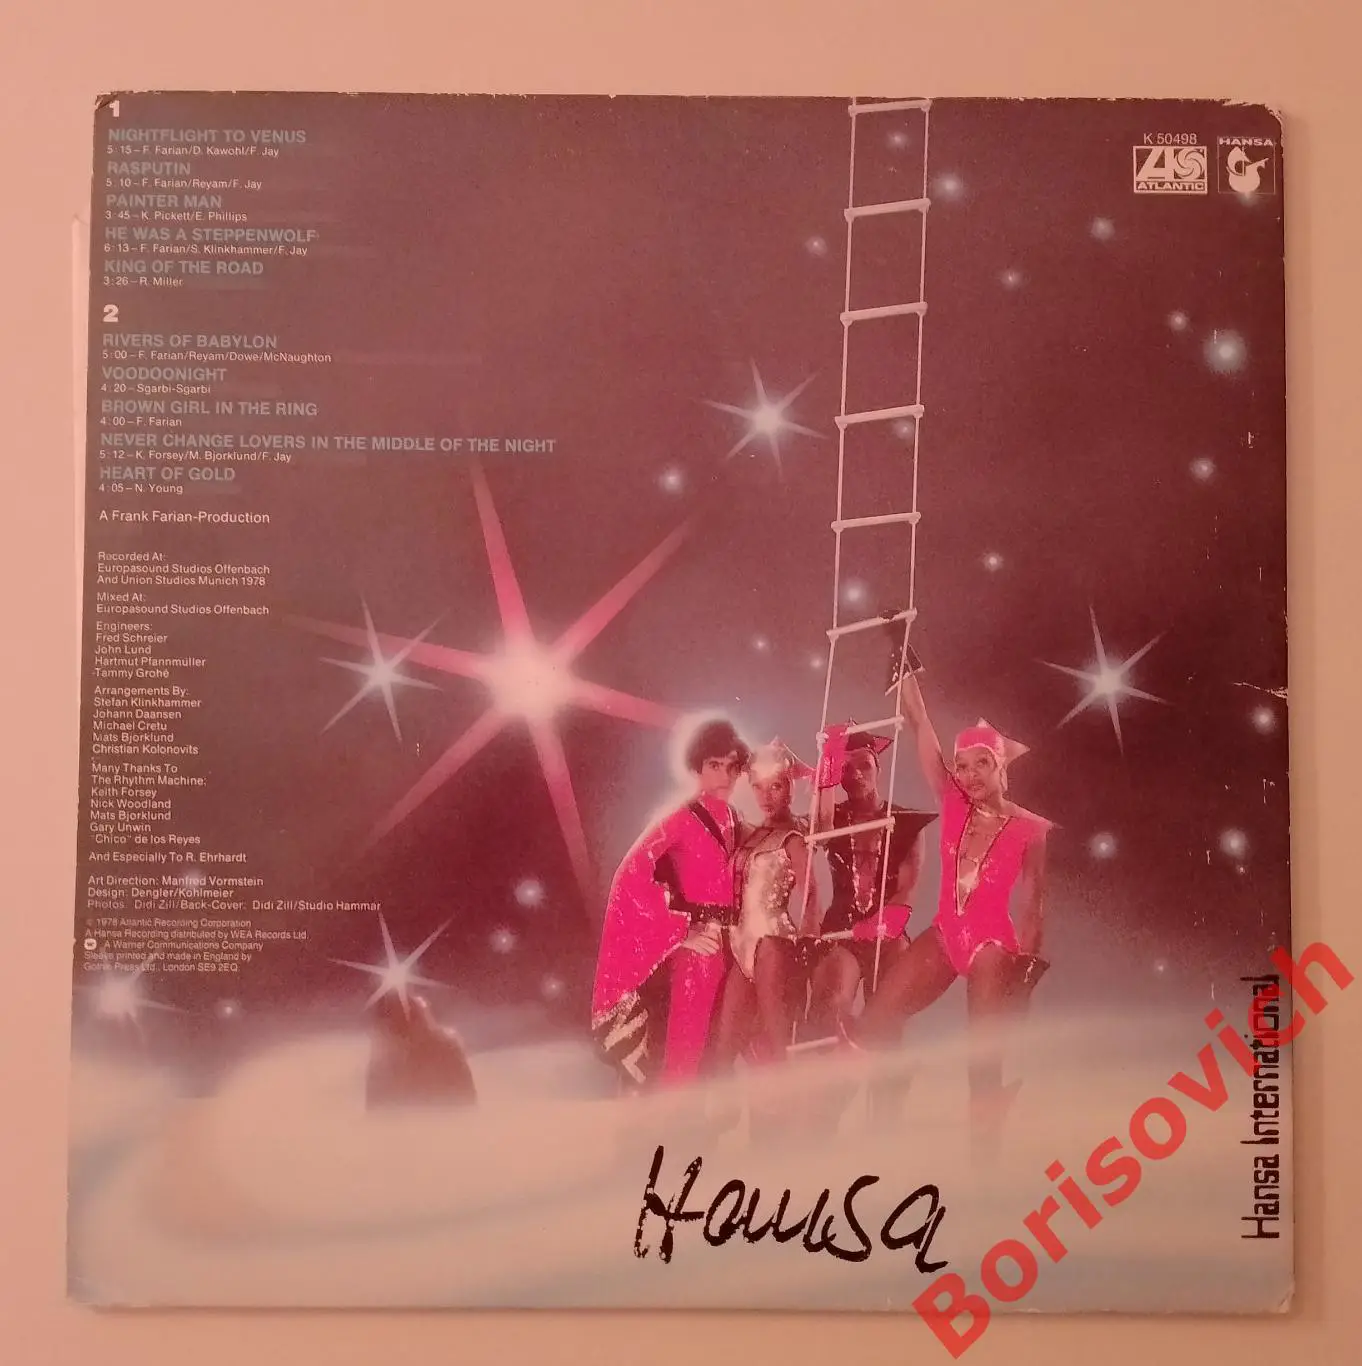 1
NIGHTFLIGHT TO VENUS
5:15 – F. Farian/D. Kawohl/F. Jay
RASPUTIN
5:10 – F. Farian/Reyam/F. Jay
PAINTER MAN
3:45 – K. Pickett/E. Phillips
HE WAS A STEPPENWOLF
6:13 – F. Farian/S. Klinkhammer/F. Jay
KING OF THE ROAD
3:26 – R. Miller
2
RIVERS OF BABYLON
5:00 – F. Farian/Reyam/Dowe/McNaughton
VOODOONIGHT
4:20 – Sgarbi-Sgarbi
BROWN GIRL IN THE RING
4:00 – F. Farian
NEVER CHANGE LOVERS IN THE MIDDLE OF THE NIGHT
5:12 – K. Forsey/M. Bjorklund/F. Jay
HEART OF GOLD
4:05 – N. Young
A Frank Farian-Production
Recorded At:
Europasound Studios Offenbach
And Union Studios Munich 1978
Mixed At:
Europasound Studios Offenbach
Engineers:
Fred Schreier
John Lund
Hartmut Pfannmüller
Tammy Grohé
Arrangements By:
Stefan Klinkhammer
Johann Daansen
Michael Cretu
Mats Bjorklund
Christian Kolonovits
Many Thanks To
The Rhythm Machine:
Keith Forsey
Nick Woodland
Mats Bjorklund
Gary Unwin
"Chico" de los Reyes
And Especially To R. Ehrhardt
Art Direction: Manfred Vormstein
Design: Dengler/Kohlmeier
Photos: Didi Zill/Back-Cover: Didi Zill/Studio Hammar
© 1978 Atlantic Recording Corporation
A Hansa Recording distributed by WEA Records Ltd.
A Warner Communications Company
Sleeve printed and made in England by
Gothic Press Ltd., London SE9 2EQ
K 50498
ATLANTIC
HANSA
Hansa International
Hansa
Borisovich